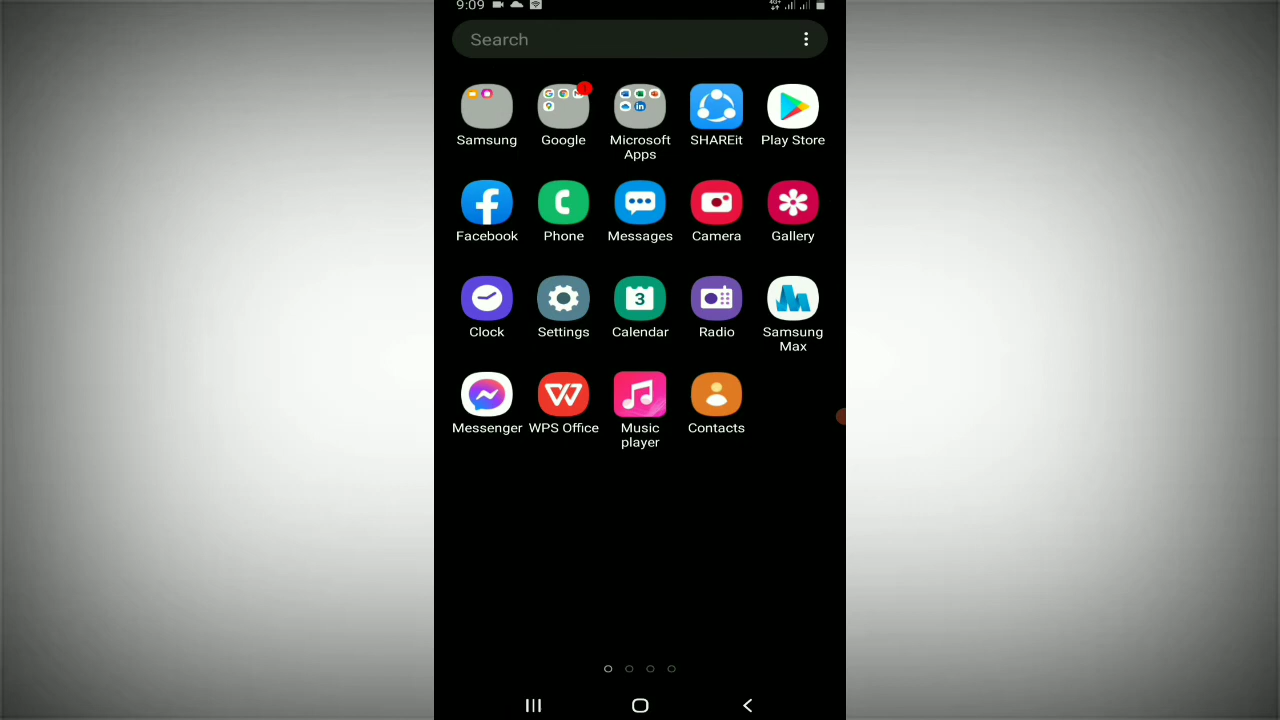 9:09
Search
Samsung
Google
Microsoft
Apps
SHAREit
Play Store
Facebook
Phone
Messages
Camera
Gallery
Clock
Settings
3
Calendar
Radio
Samsung
Max
Messenger
WPS Office
Music
player
Contacts